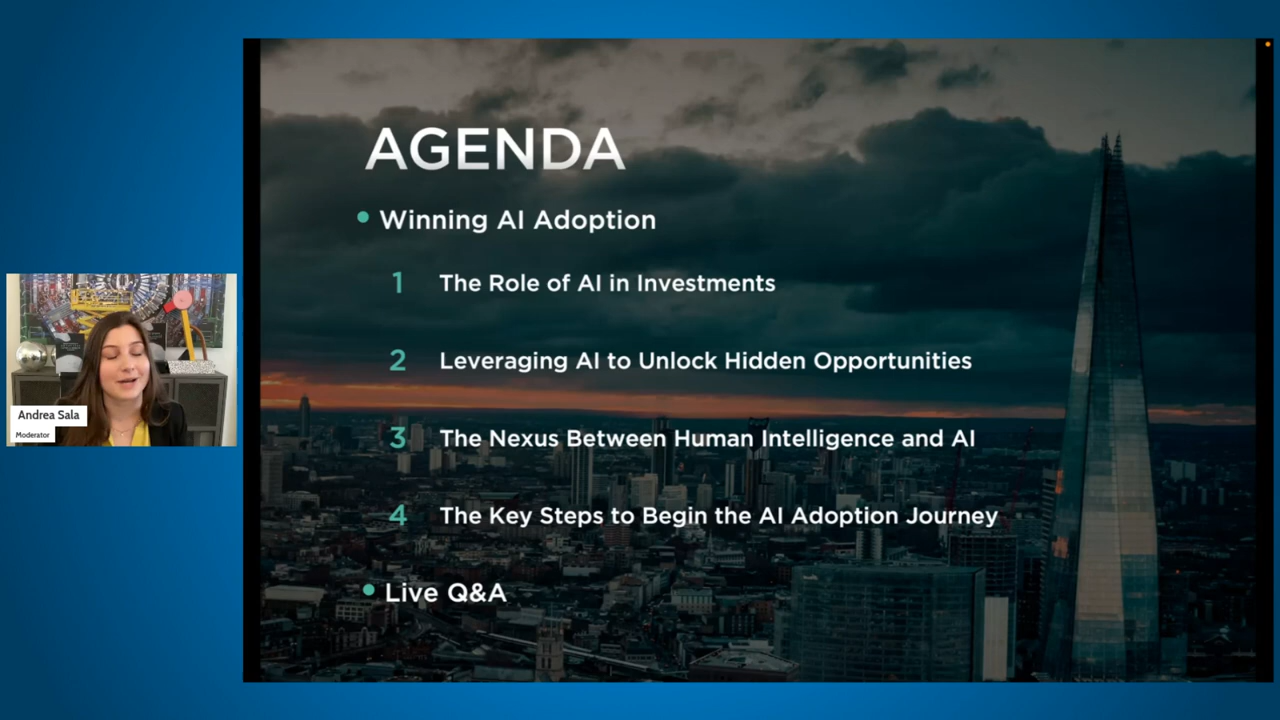 AGENDA
Winning AI Adoption
1 The Role of AI in Investments
2 Leveraging AI to Unlock Hidden Opportunities
3 The Nexus Between Human Intelligence and AI
4 The Key Steps to Begin the AI Adoption Journey
Live Q&A
Andrea Sala
Moderator